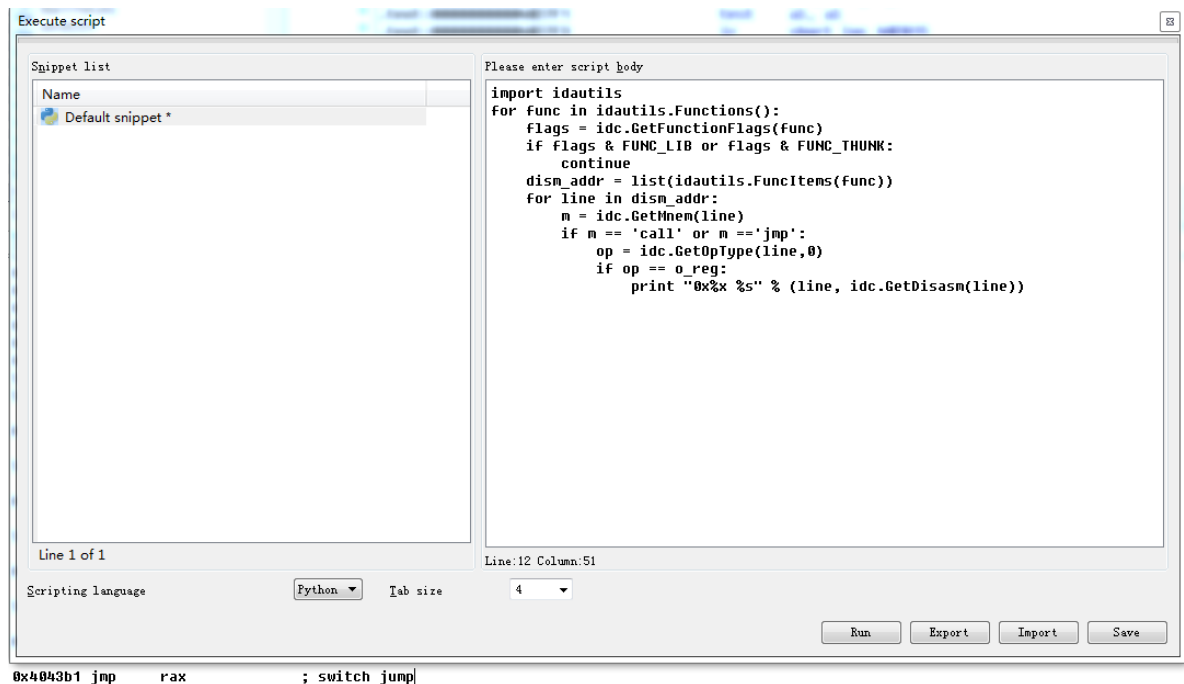 Execute script
Snippet list
Name
Default snippet *
Line 1 of 1
Please enter script body
import idautils
for func in idautils.Functions():
    flags = idc.GetFunctionFlags(func)
    if flags & FUNC_LIB or flags & FUNC_THUNK:
        continue
    dism_addr = list(idautils.FuncItems(func))
    for line in dism_addr:
        m = idc.GetMnem(line)
        if m == 'call' or m =='jmp':
            op = idc.GetOpType(line,0)
            if op == o_reg:
                print "0x%x %s" % (line, idc.GetDisasm(line))
Line:12 Column:51
Scripting language Python Tab size 4
Run Export Import Save
0x4043b1 jmp     rax             ; switch jump